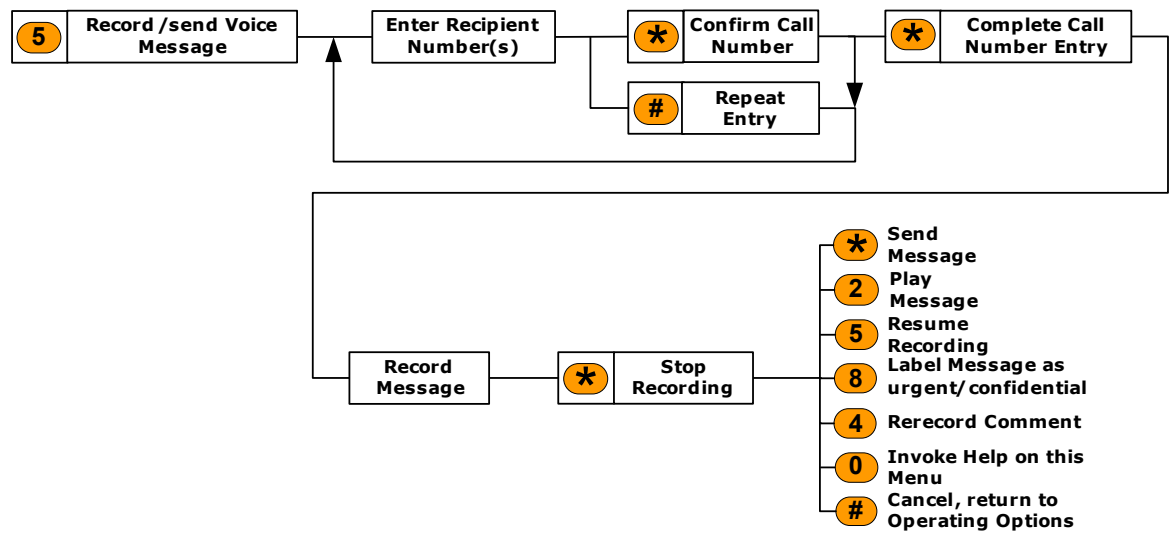 5
Record /send Voice
Message
Enter Recipient
Number(s)
*
Confirm Call
Number
*
Complete Call
Number Entry
#
Repeat
Entry
Record
Message
*
Stop
Recording
*
Send
Message
2
Play
Message
5
Resume
Recording
8
Label Message as
urgent/confidential
4
Rerecord Comment
0
Invoke Help on this
Menu
#
Cancel, return to
Operating Options